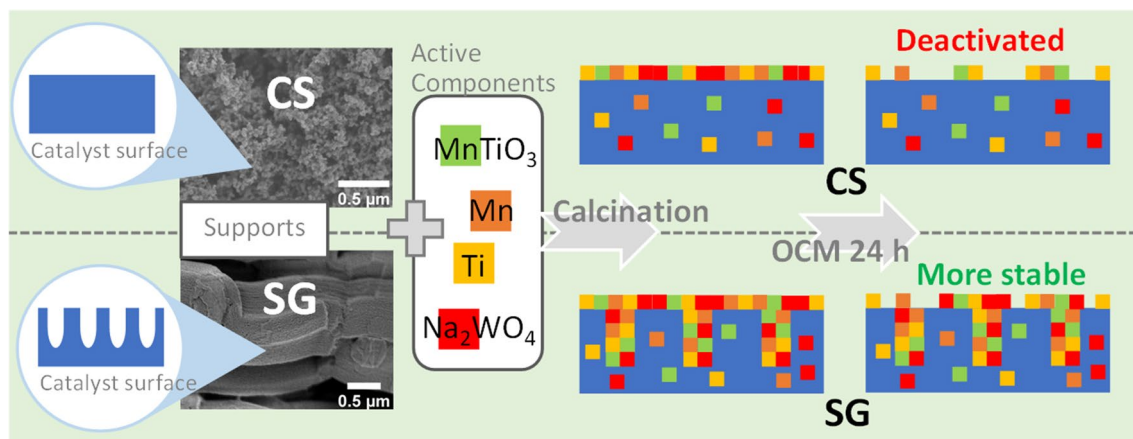 CS
Catalyst surface
0.5 µm
Supports
SG
Catalyst surface
0.5 µm
Active
Components
MnTiO₃
Mn
Ti
Na₂WO₄
Calcination
OCM 24 h
Deactivated
CS
More stable
SG